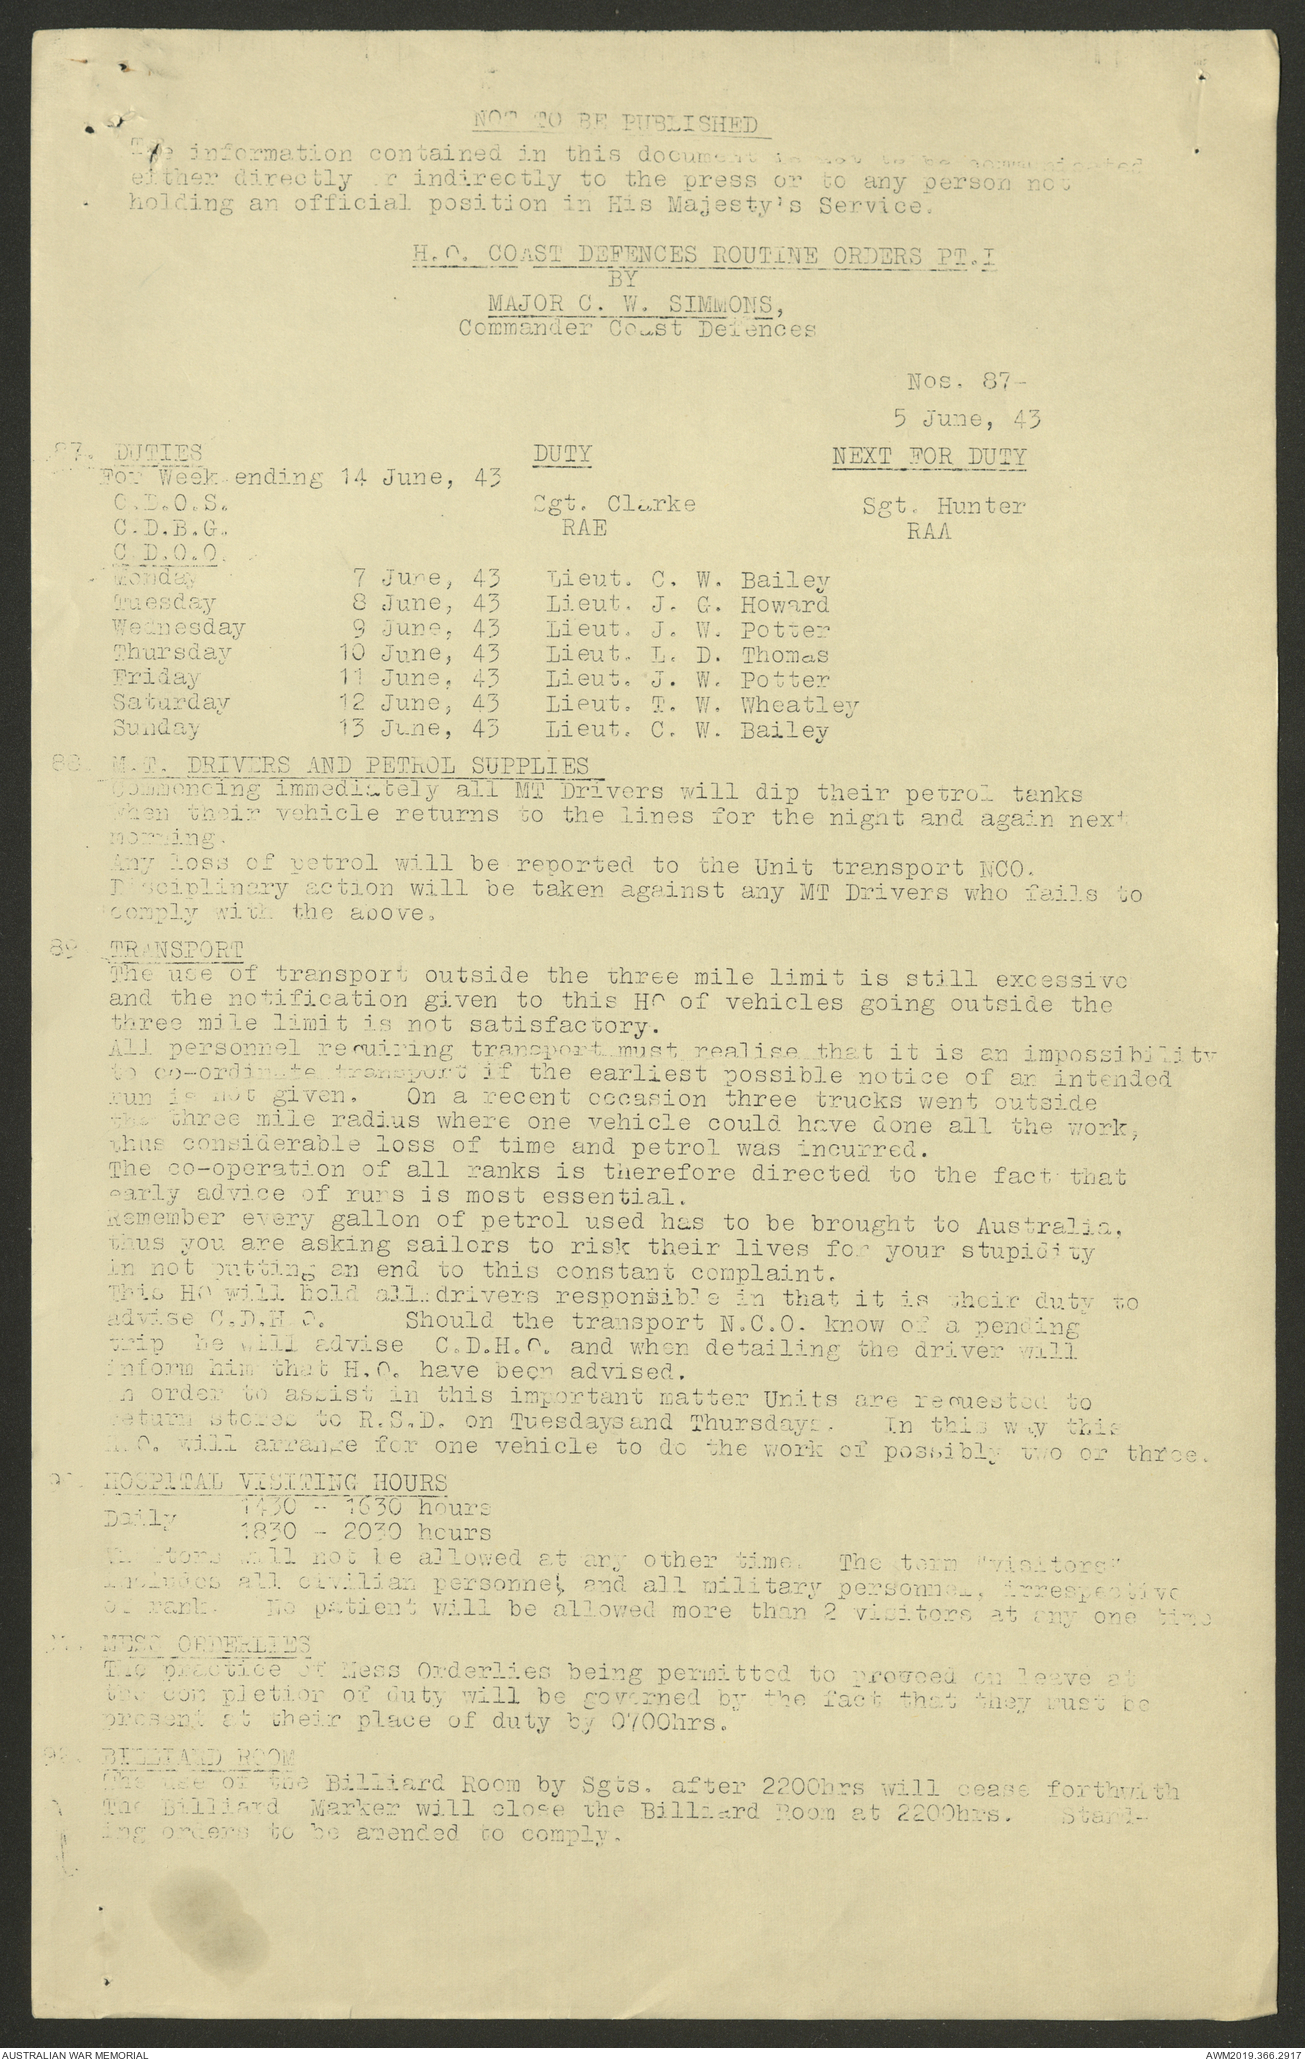 NOT TO BE PUBLISHED
The information contained in this document is not to be communicated
either directly or indirectly to the press or to any person not
holding an official position in His Majesty's Service.
H.Q. COAST DEFENCES ROUTINE ORDERS PT.I
BY
MAJOR C. W. SIMMONS,
Commander Coast Defences
Nos. 87-
5 June, 43
87. DUTIES DUTY NEXT FOR DUTY
For Week ending 14 June, 43
C.D.O.S. Sgt. Clarke Sgt. Hunter
C.D.B.G. RAE RAA
C.D.O.O.
Monday 7 June, 43 Lieut. C. W. Bailey
Tuesday 8 June, 43 Lieut. J. G. Howard
Wednesday 9 June, 43 Lieut. J. W. Potter
Thursday 10 June, 43 Lieut. L. D. Thomas
Friday 11 June, 43 Lieut. J. W. Potter
Saturday 12 June, 43 Lieut. T. W. Wheatley
Sunday 13 June, 43 Lieut. C. W. Bailey
88. M.T. DRIVERS AND PETROL SUPPLIES
Commencing immediately all MT Drivers will dip their petrol tanks
when their vehicle returns to the lines for the night and again next
morning.
Any loss of petrol will be reported to the Unit transport NCO.
Disciplinary action will be taken against any MT Drivers who fails to
comply with the above.
89. TRANSPORT
The use of transport outside the three mile limit is still excessive
and the notification given to this HQ of vehicles going outside the
three mile limit is not satisfactory.
All personnel requiring transport must realise that it is an impossibility
to co-ordinate transport if the earliest possible notice of an intended
run is not given. On a recent occasion three trucks went outside
the three mile radius where one vehicle could have done all the work,
thus considerable loss of time and petrol was incurred.
The co-operation of all ranks is therefore directed to the fact that
early advice of runs is most essential.
Remember every gallon of petrol used has to be brought to Australia,
thus you are asking sailors to risk their lives for your stupidity
in not putting an end to this constant complaint.
This HQ will hold all drivers responsible in that it is their duty to
advise C.D.H.Q. Should the transport N.C.O. know of a pending
trip he will advise C.D.H.Q. and when detailing the driver will
inform him that H.Q. have been advised.
In order to assist in this important matter Units are requested to
return stores to R.S.D. on Tuesdays and Thursdays. In this way this
H.Q. will arrange for one vehicle to do the work of possibly two or three.
90. HOSPITAL VISITING HOURS
Daily 1430 - 1630 hours
1830 - 2030 hours
Visitors will not be allowed at any other time. The term "visitors"
includes all civilian personnel, and all military personnel, irrespective
of rank. No patient will be allowed more than 2 visitors at any one time
91. MESS ORDERLIES
The practice of Mess Orderlies being permitted to proceed on leave at
the completion of duty will be governed by the fact that they must be
present at their place of duty by 0700hrs.
92. BILLIARD ROOM
The use of the Billiard Room by Sgts. after 2200hrs will cease forthwith
The Billiard Marker will close the Billiard Room at 2200hrs. Stand-
ing orders to be amended to comply.
AUSTRALIAN WAR MEMORIAL
AWM2019.366.2917